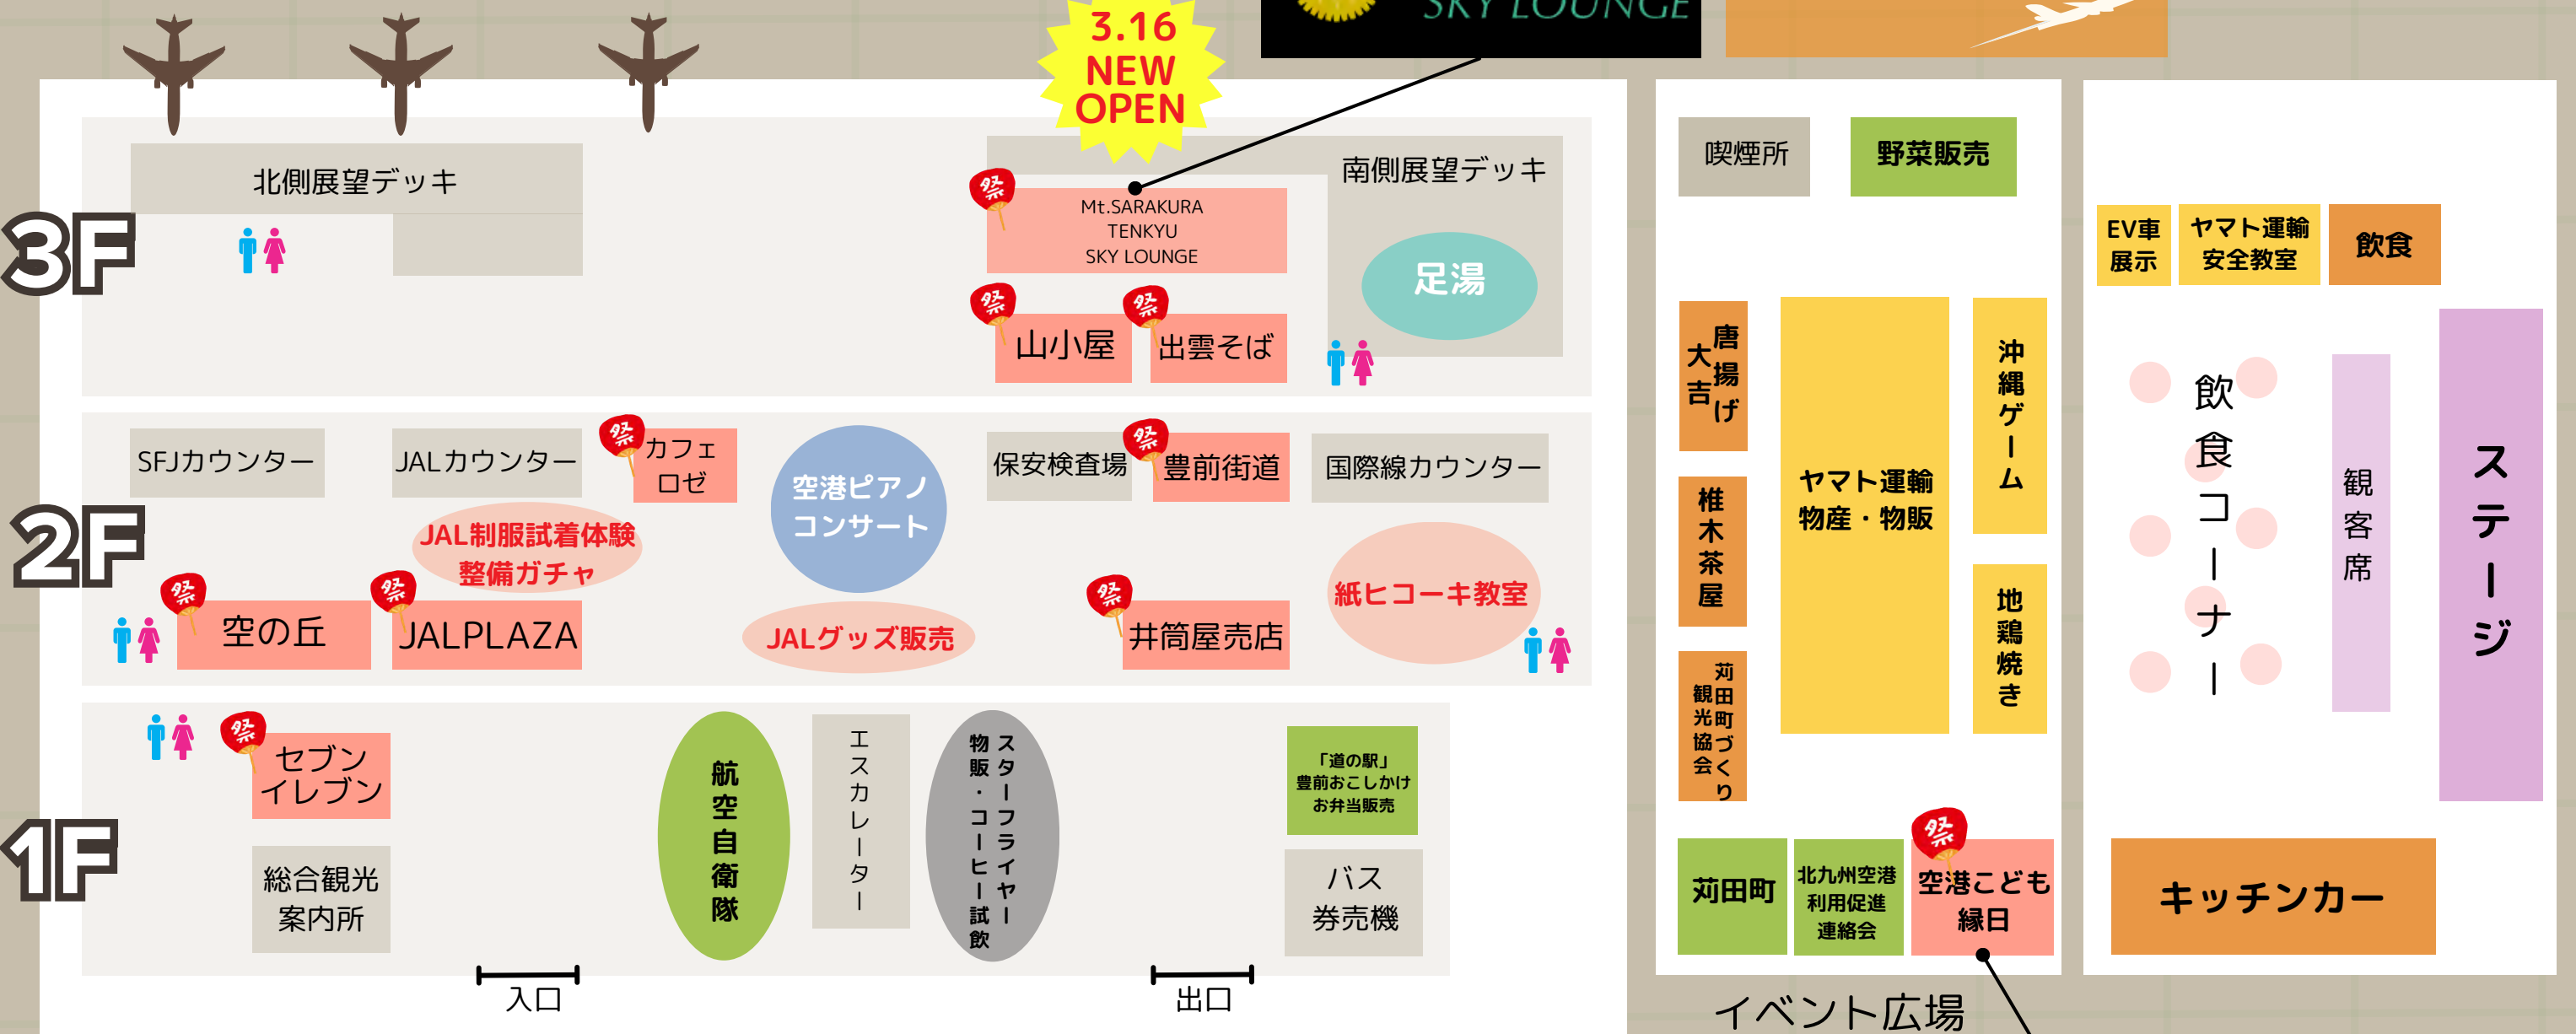 3.16
NEW
OPEN
SKY LOUNGE
3F
北側展望デッキ
南側展望デッキ
祭
Mt.SARAKURA
TENKYU
SKY LOUNGE
足湯
祭
山小屋
祭
出雲そば
2F
SFJカウンター
JALカウンター
祭
カフェ
ロゼ
空港ピアノ
コンサート
保安検査場
祭
豊前街道
国際線カウンター
JAL制服試着体験
整備ガチャ
祭
空の丘
祭
JALPLAZA
JALグッズ販売
祭
井筒屋売店
紙ヒコーキ教室
1F
祭
セブン
イレブン
総合観光
案内所
航空自衛隊
エスカレーター
スターフライヤー
物販・コーヒー試飲
「道の駅」
豊前おこしかけ
お弁当販売
バス
券売機
入口
出口
喫煙所
野菜販売
唐揚げ
大吉
椎木茶屋
苅田町づくり
観光協会
ヤマト運輸
物産・物販
沖縄ゲーム
地鶏焼き
苅田町
北九州空港
利用促進
連絡会
祭
空港こども
縁日
イベント広場
EV車
展示
ヤマト運輸
安全教室
飲食
飲食コーナー
観客席
ステージ
キッチンカー